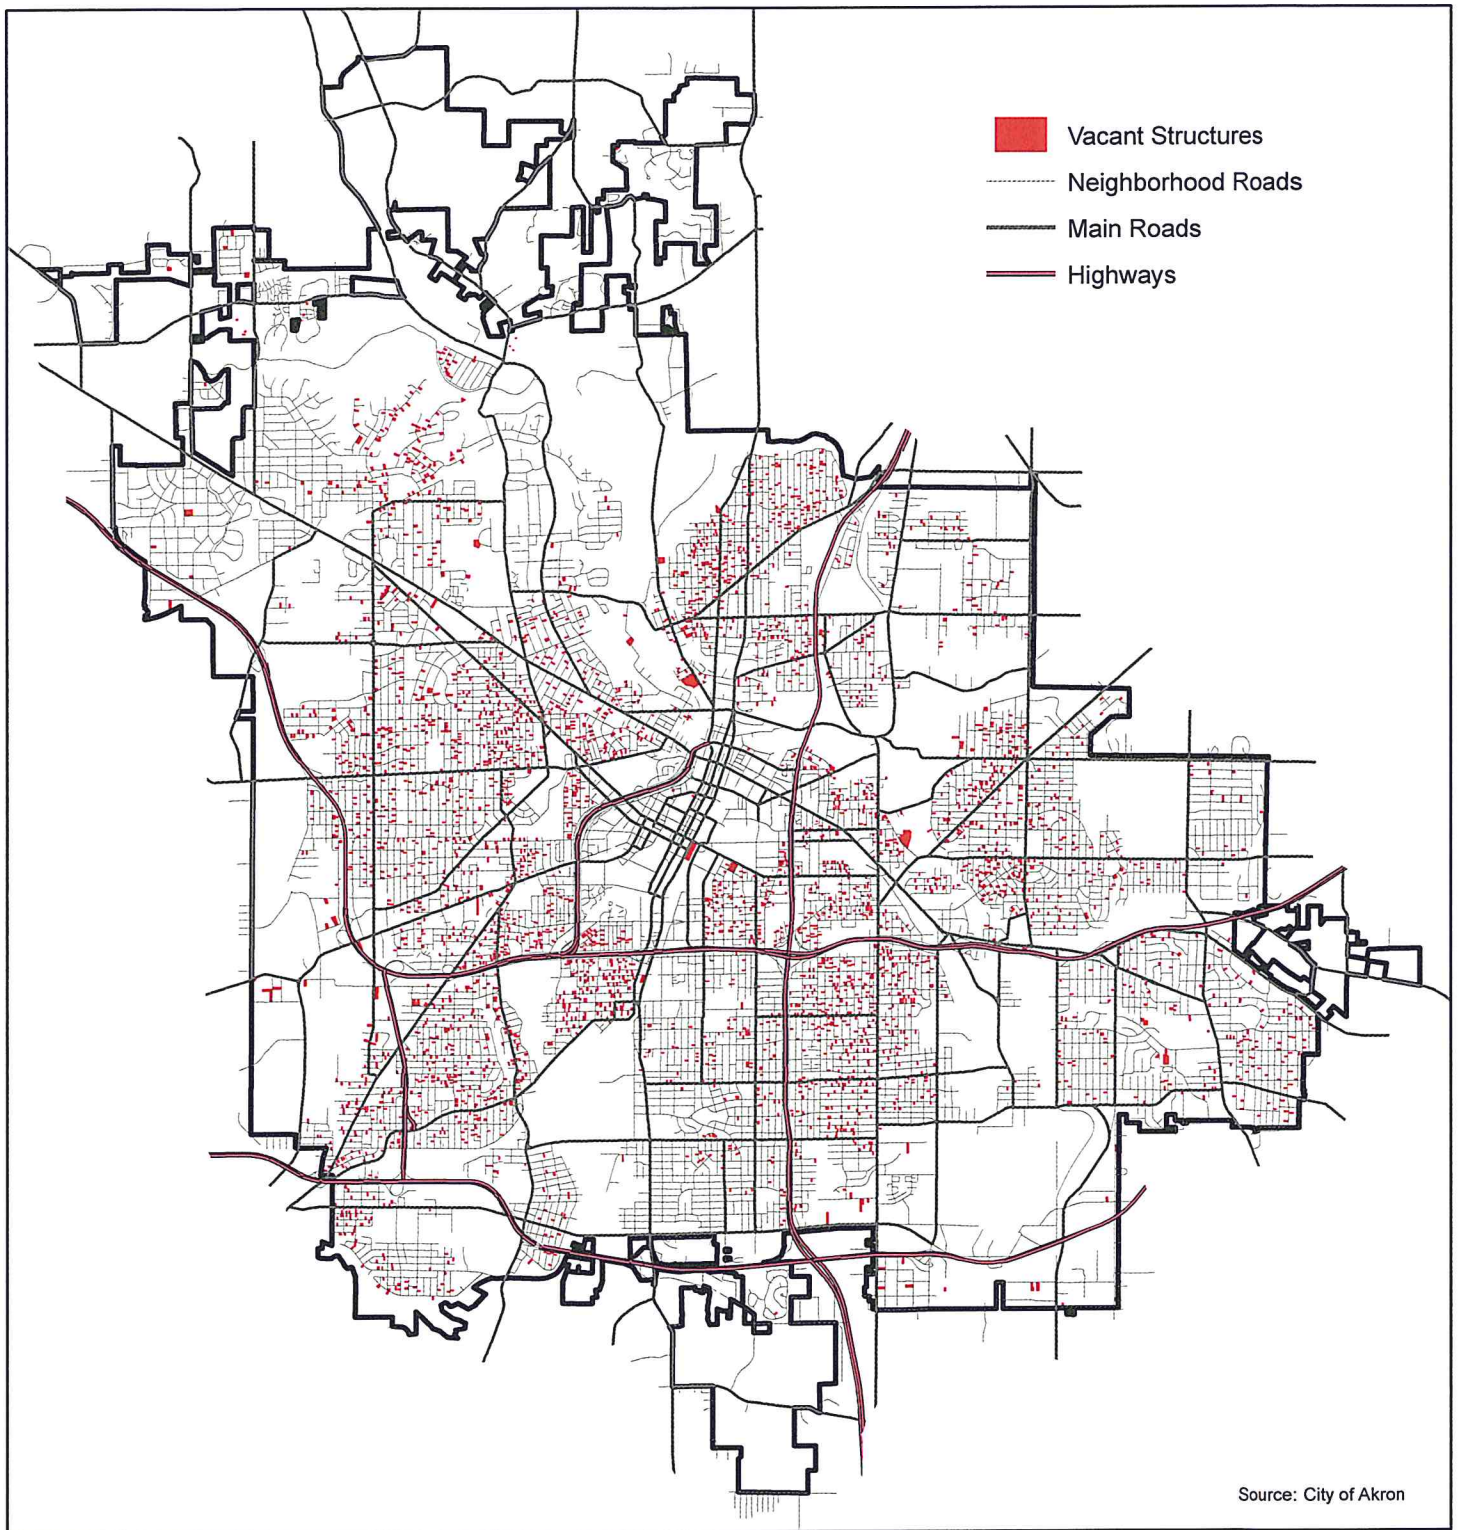 Vacant Structures
Neighborhood Roads
Main Roads
Highways
Source: City of Akron